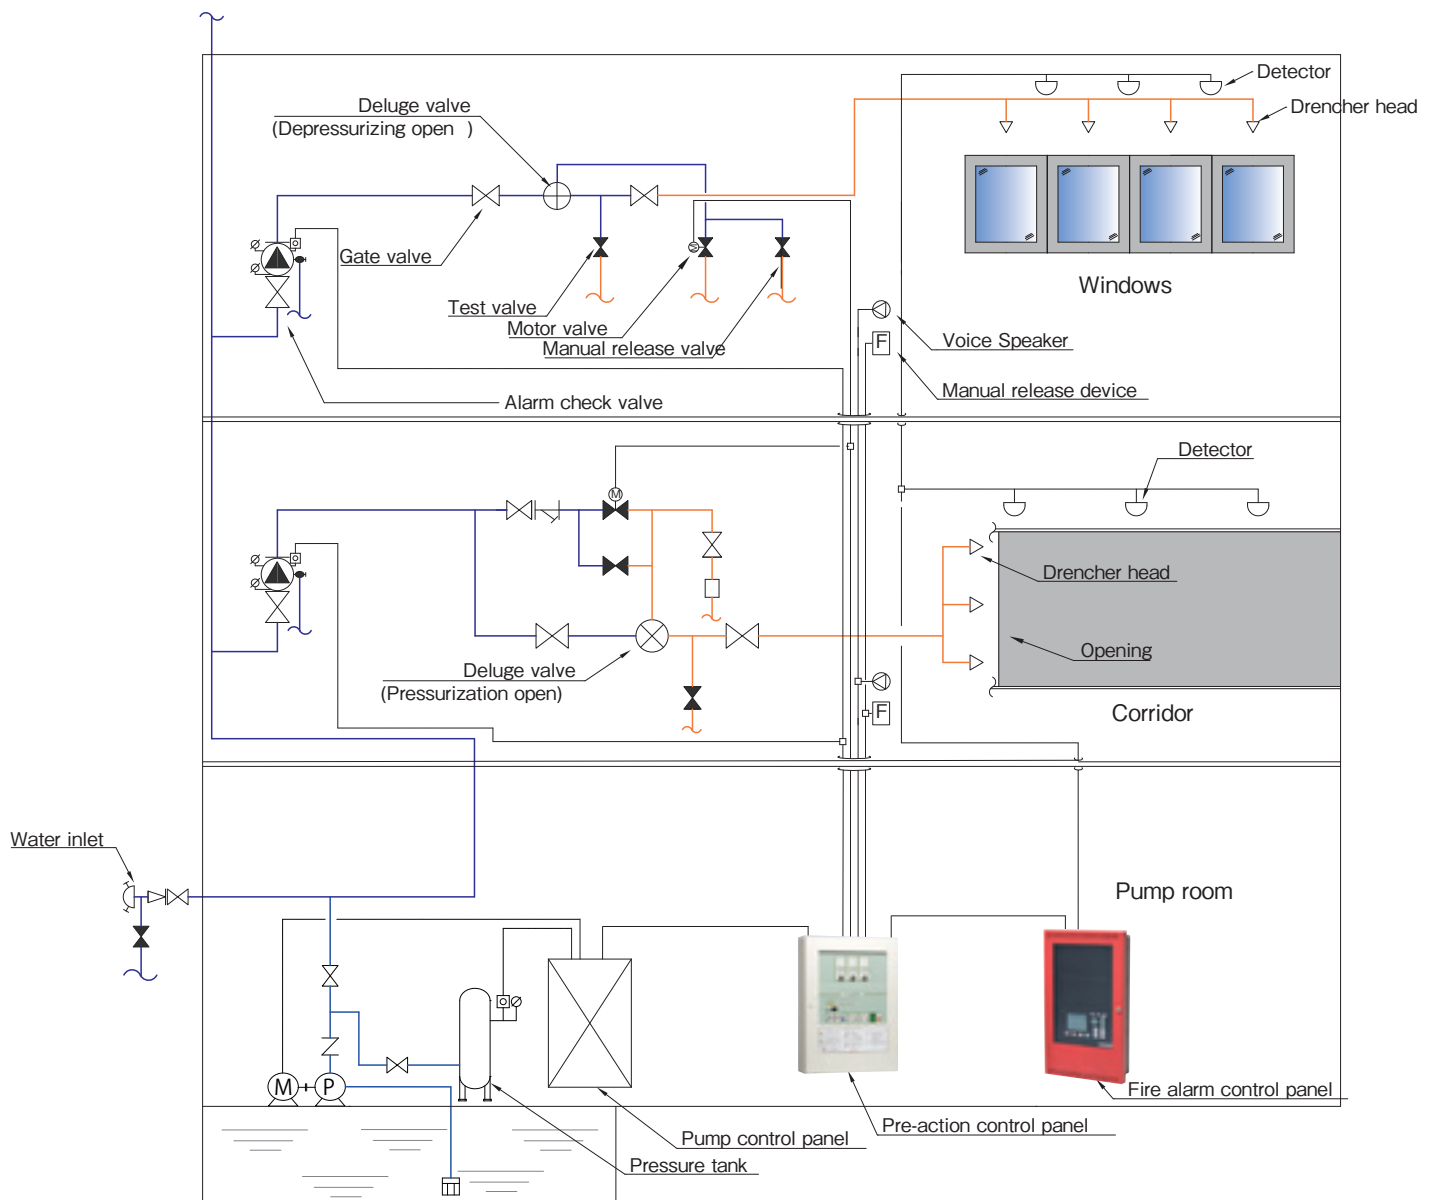 Detector
Deluge valve
(Depressurizing open )
Drencher head
Gate valve
M
Windows
Test valve
Motor valve
Manual release valve
Voice Speaker
F
Manual release device
Alarm check valve
Detector
M
Drencher head
Opening
Deluge valve
(Pressurization open)
F
Corridor
Water inlet
Pump room
M
P
Fire alarm control panel
Pre-action control panel
Pump control panel
Pressure tank